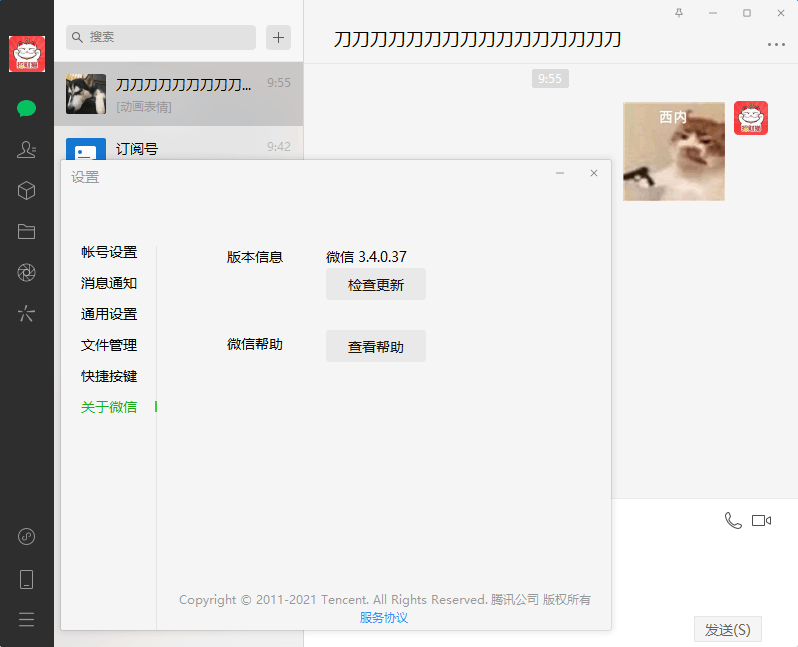 搜索
刀刀刀刀刀刀刀刀刀... 9:55
[动画表情]
订阅号 9:42
刀刀刀刀刀刀刀刀刀刀刀刀刀刀刀刀
9:55
西内
设置
帐号设置
消息通知
通用设置
文件管理
快捷按键
关于微信
版本信息 微信 3.4.0.37
检查更新
微信帮助 查看帮助
Copyright © 2011-2021 Tencent. All Rights Reserved. 腾讯公司 版权所有
服务协议
发送(S)